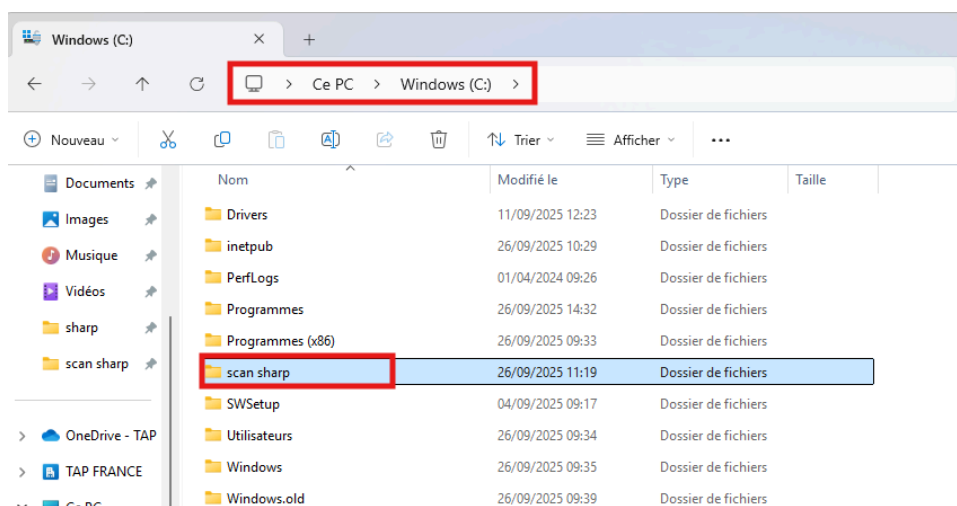 Windows (C:)
Ce PC > Windows (C:) >
Nouveau
Trier
Afficher
Documents
Images
Musique
Vidéos
sharp
scan sharp
OneDrive - TAP
TAP FRANCE
Ce PC
Nom Modifié le Type Taille
Drivers 11/09/2025 12:23 Dossier de fichiers
inetpub 26/09/2025 10:29 Dossier de fichiers
PerfLogs 01/04/2024 09:26 Dossier de fichiers
Programmes 26/09/2025 14:32 Dossier de fichiers
Programmes (x86) 26/09/2025 09:33 Dossier de fichiers
scan sharp 26/09/2025 11:19 Dossier de fichiers
SWSetup 04/09/2025 09:17 Dossier de fichiers
Utilisateurs 26/09/2025 09:34 Dossier de fichiers
Windows 26/09/2025 09:35 Dossier de fichiers
Windows.old 26/09/2025 09:39 Dossier de fichiers